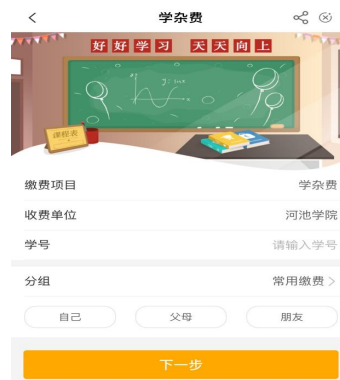 学杂费
好好学习 天天向上
课程表
缴费项目 学杂费
收费单位 河池学院
学号 请输入学号
分组 常用缴费 >
自己 父母 朋友
下一步